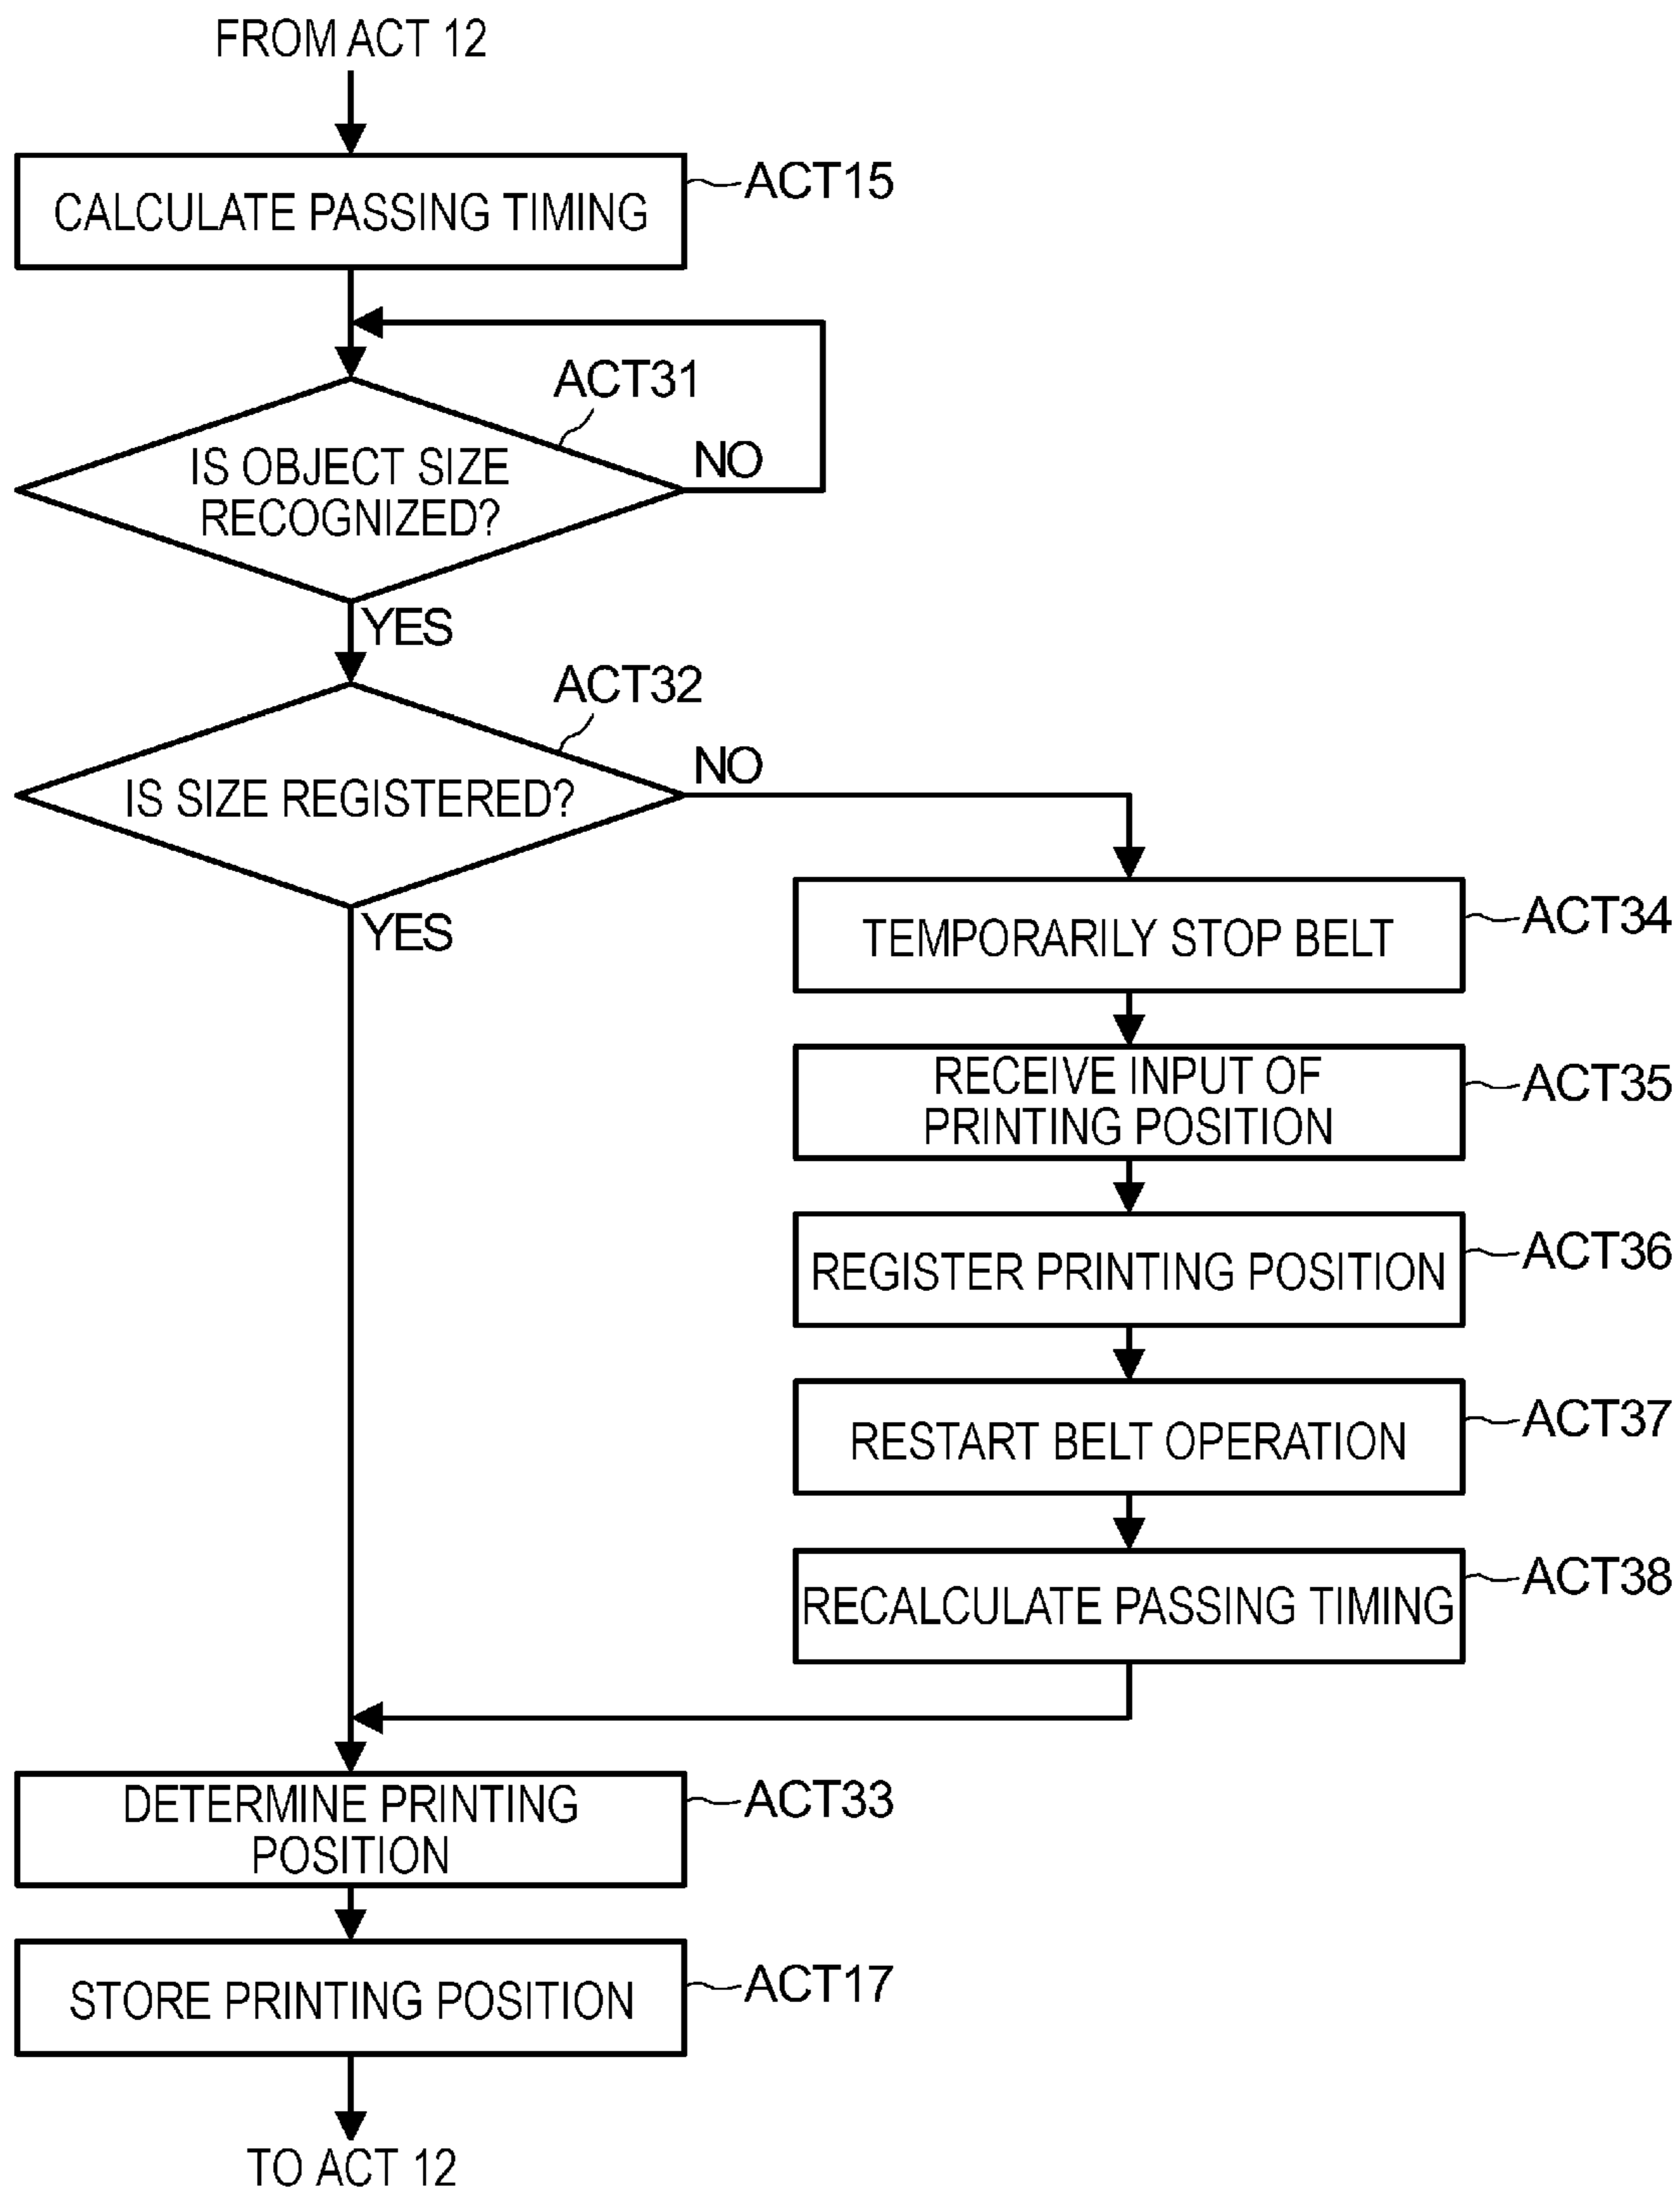 FROM ACT 12
CALCULATE PASSING TIMING
ACT15
ACT31
IS OBJECT SIZE
RECOGNIZED?
NO
YES
ACT32
IS SIZE REGISTERED?
NO
YES
TEMPORARILY STOP BELT
ACT34
RECEIVE INPUT OF
PRINTING POSITION
ACT35
REGISTER PRINTING POSITION
ACT36
RESTART BELT OPERATION
ACT37
RECALCULATE PASSING TIMING
ACT38
DETERMINE PRINTING
POSITION
ACT33
STORE PRINTING POSITION
ACT17
TO ACT 12